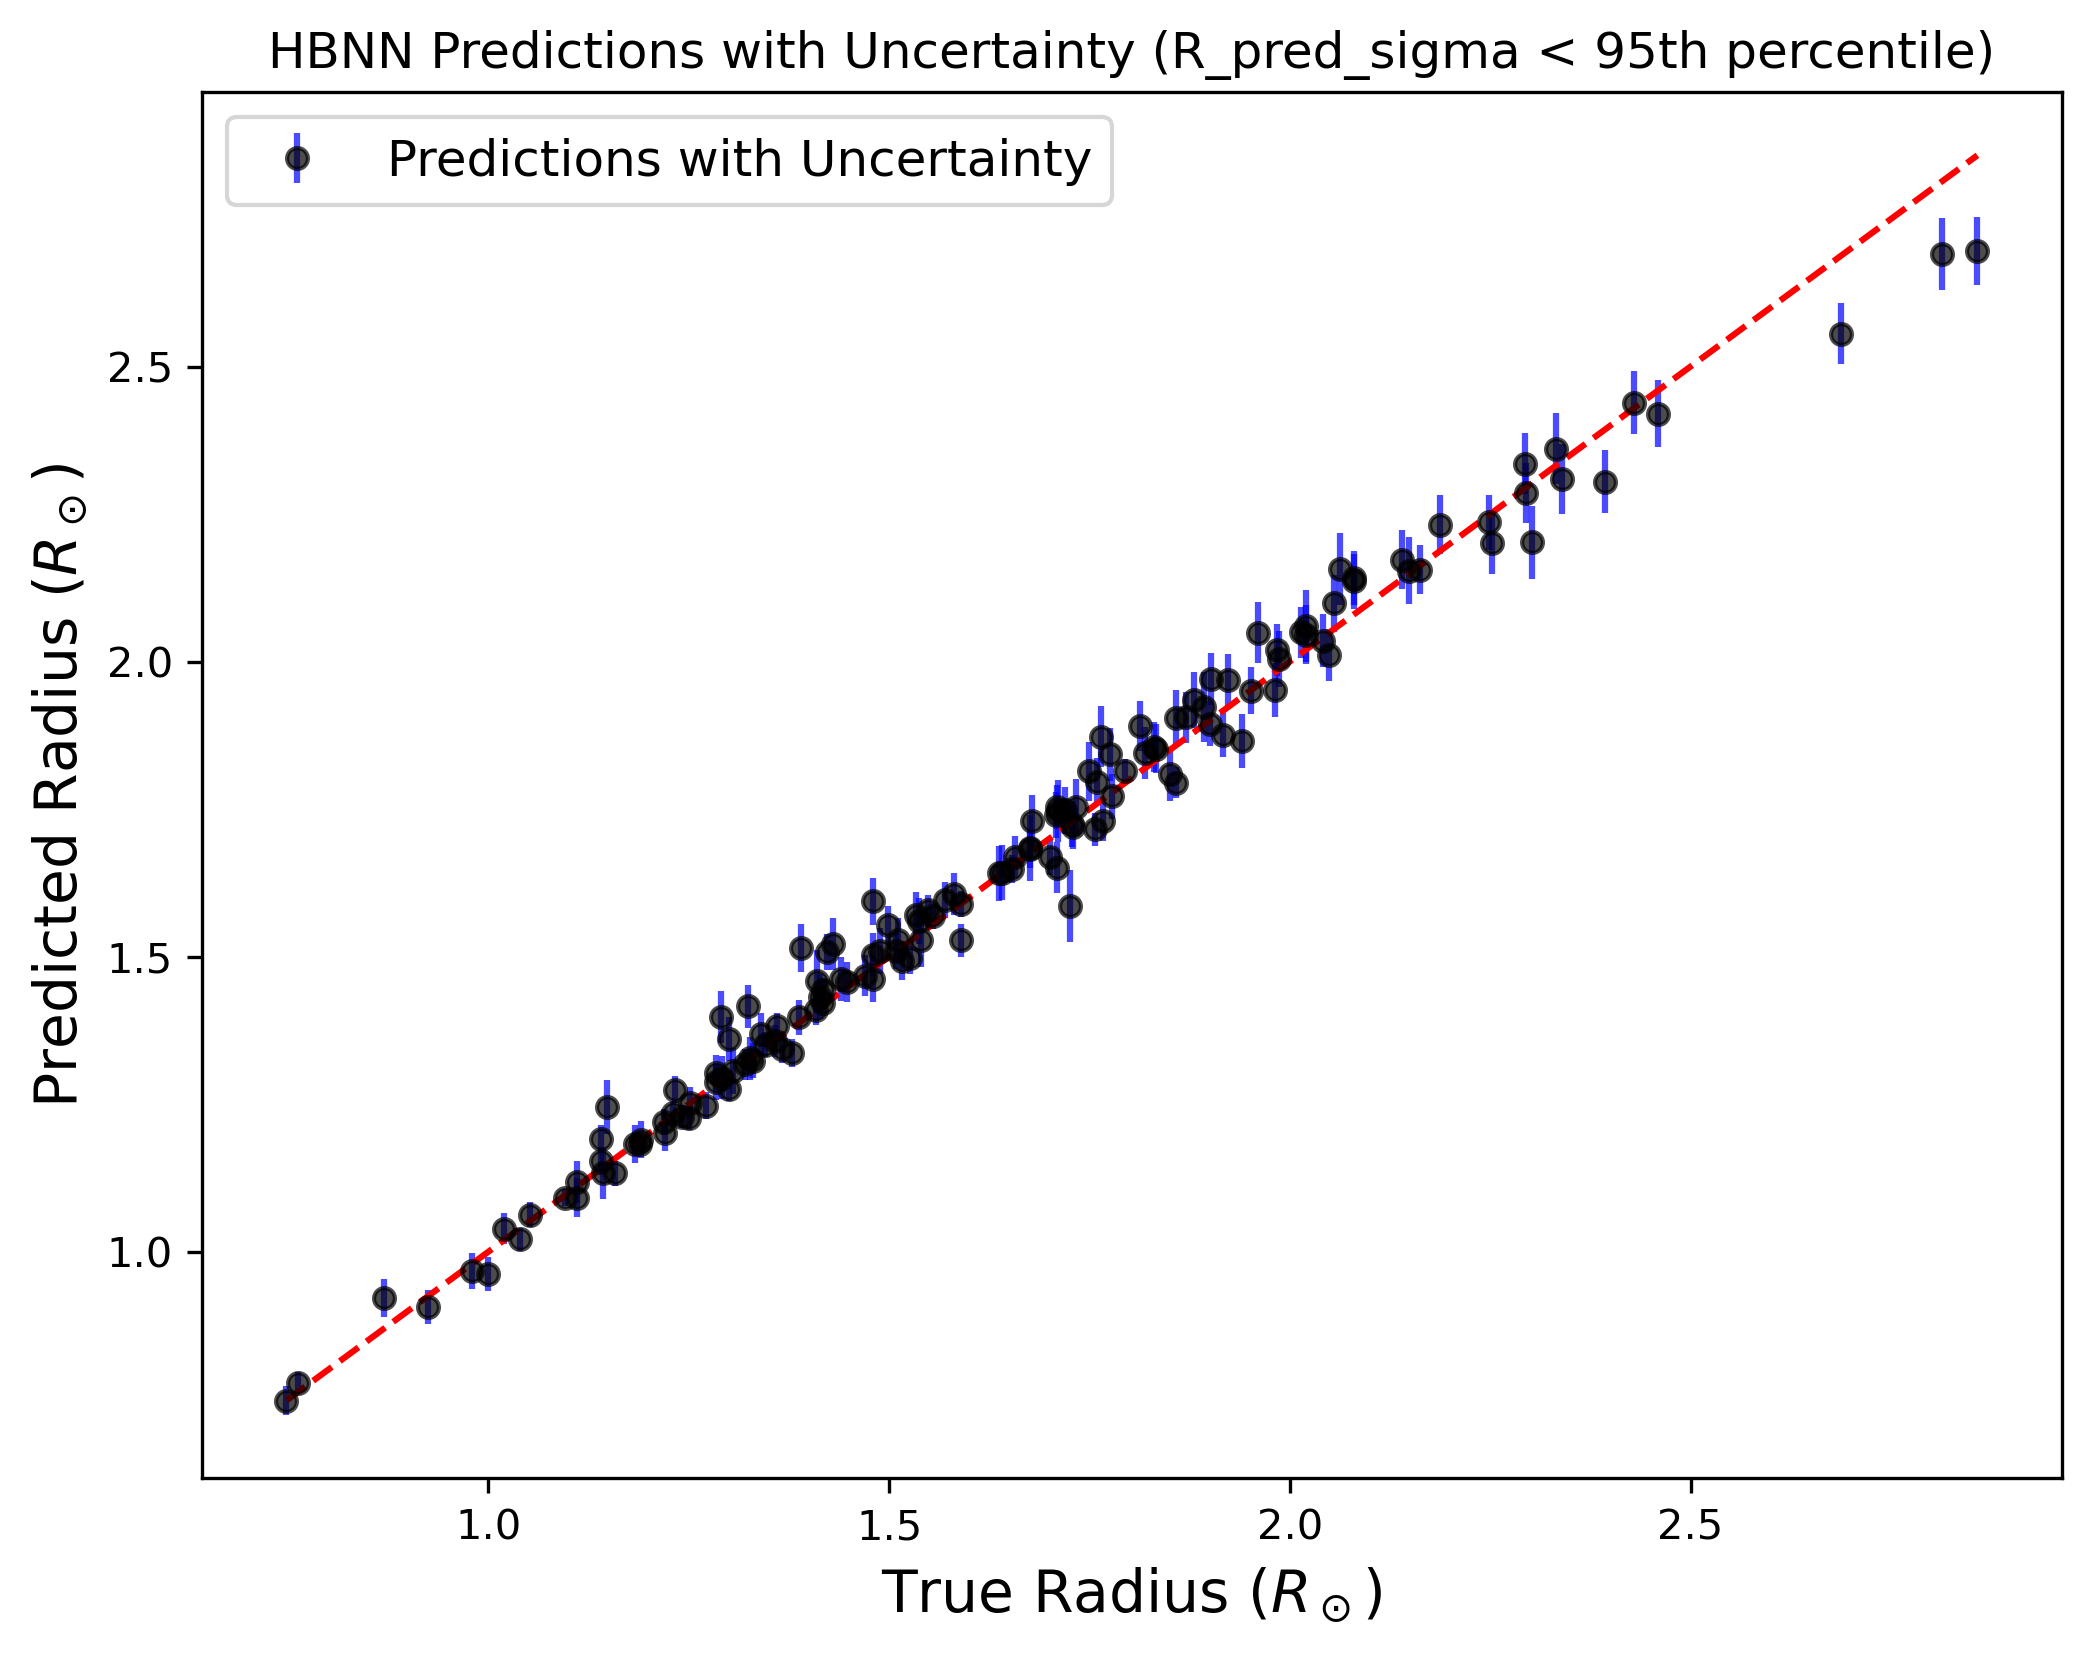 HBNN Predictions with Uncertainty (R_pred_sigma < 95th percentile)
Predictions with Uncertainty
Predicted Radius (R⊙)
2.5
2.0
1.5
1.0
1.0 1.5 2.0 2.5
True Radius (R⊙)